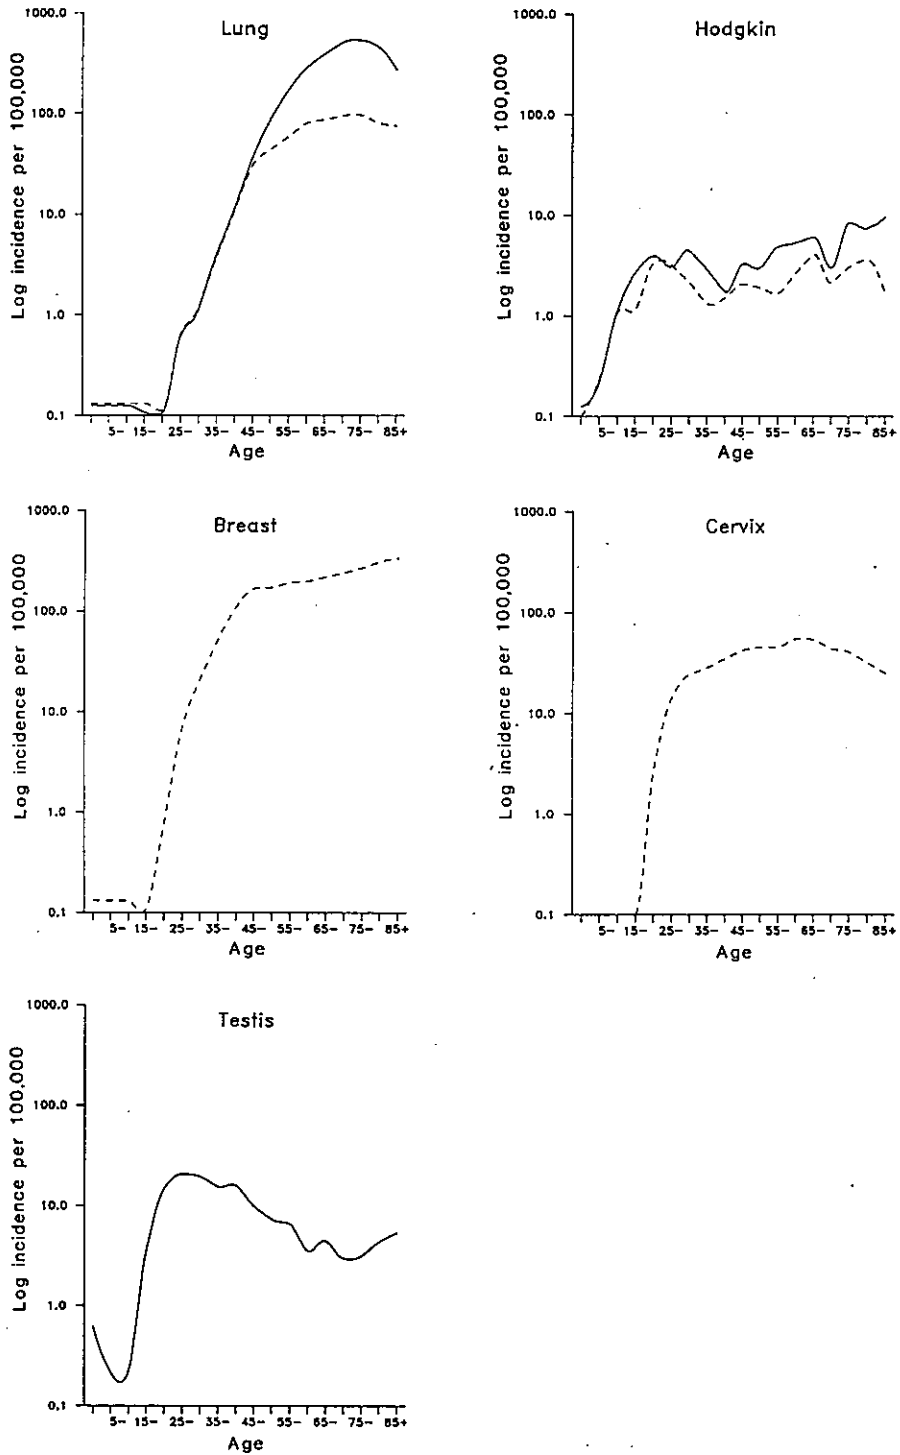 Lung
Log incidence per 100,000
1000.0
100.0
10.0
1.0
0.1
5- 15- 25- 35- 45- 55- 65- 75- 85+
Age
Hodgkin
Log incidence per 100,000
1000.0
100.0
10.0
1.0
0.1
5- 15- 25- 35- 45- 55- 65- 75- 85+
Age
Breast
Log incidence per 100,000
1000.0
100.0
10.0
1.0
0.1
5- 15- 25- 35- 45- 55- 65- 75- 85+
Age
Cervix
Log incidence per 100,000
1000.0
100.0
10.0
1.0
0.1
5- 15- 25- 35- 45- 55- 65- 75- 85+
Age
Testis
Log incidence per 100,000
1000.0
100.0
10.0
1.0
0.1
5- 15- 25- 35- 45- 55- 65- 75- 85+
Age